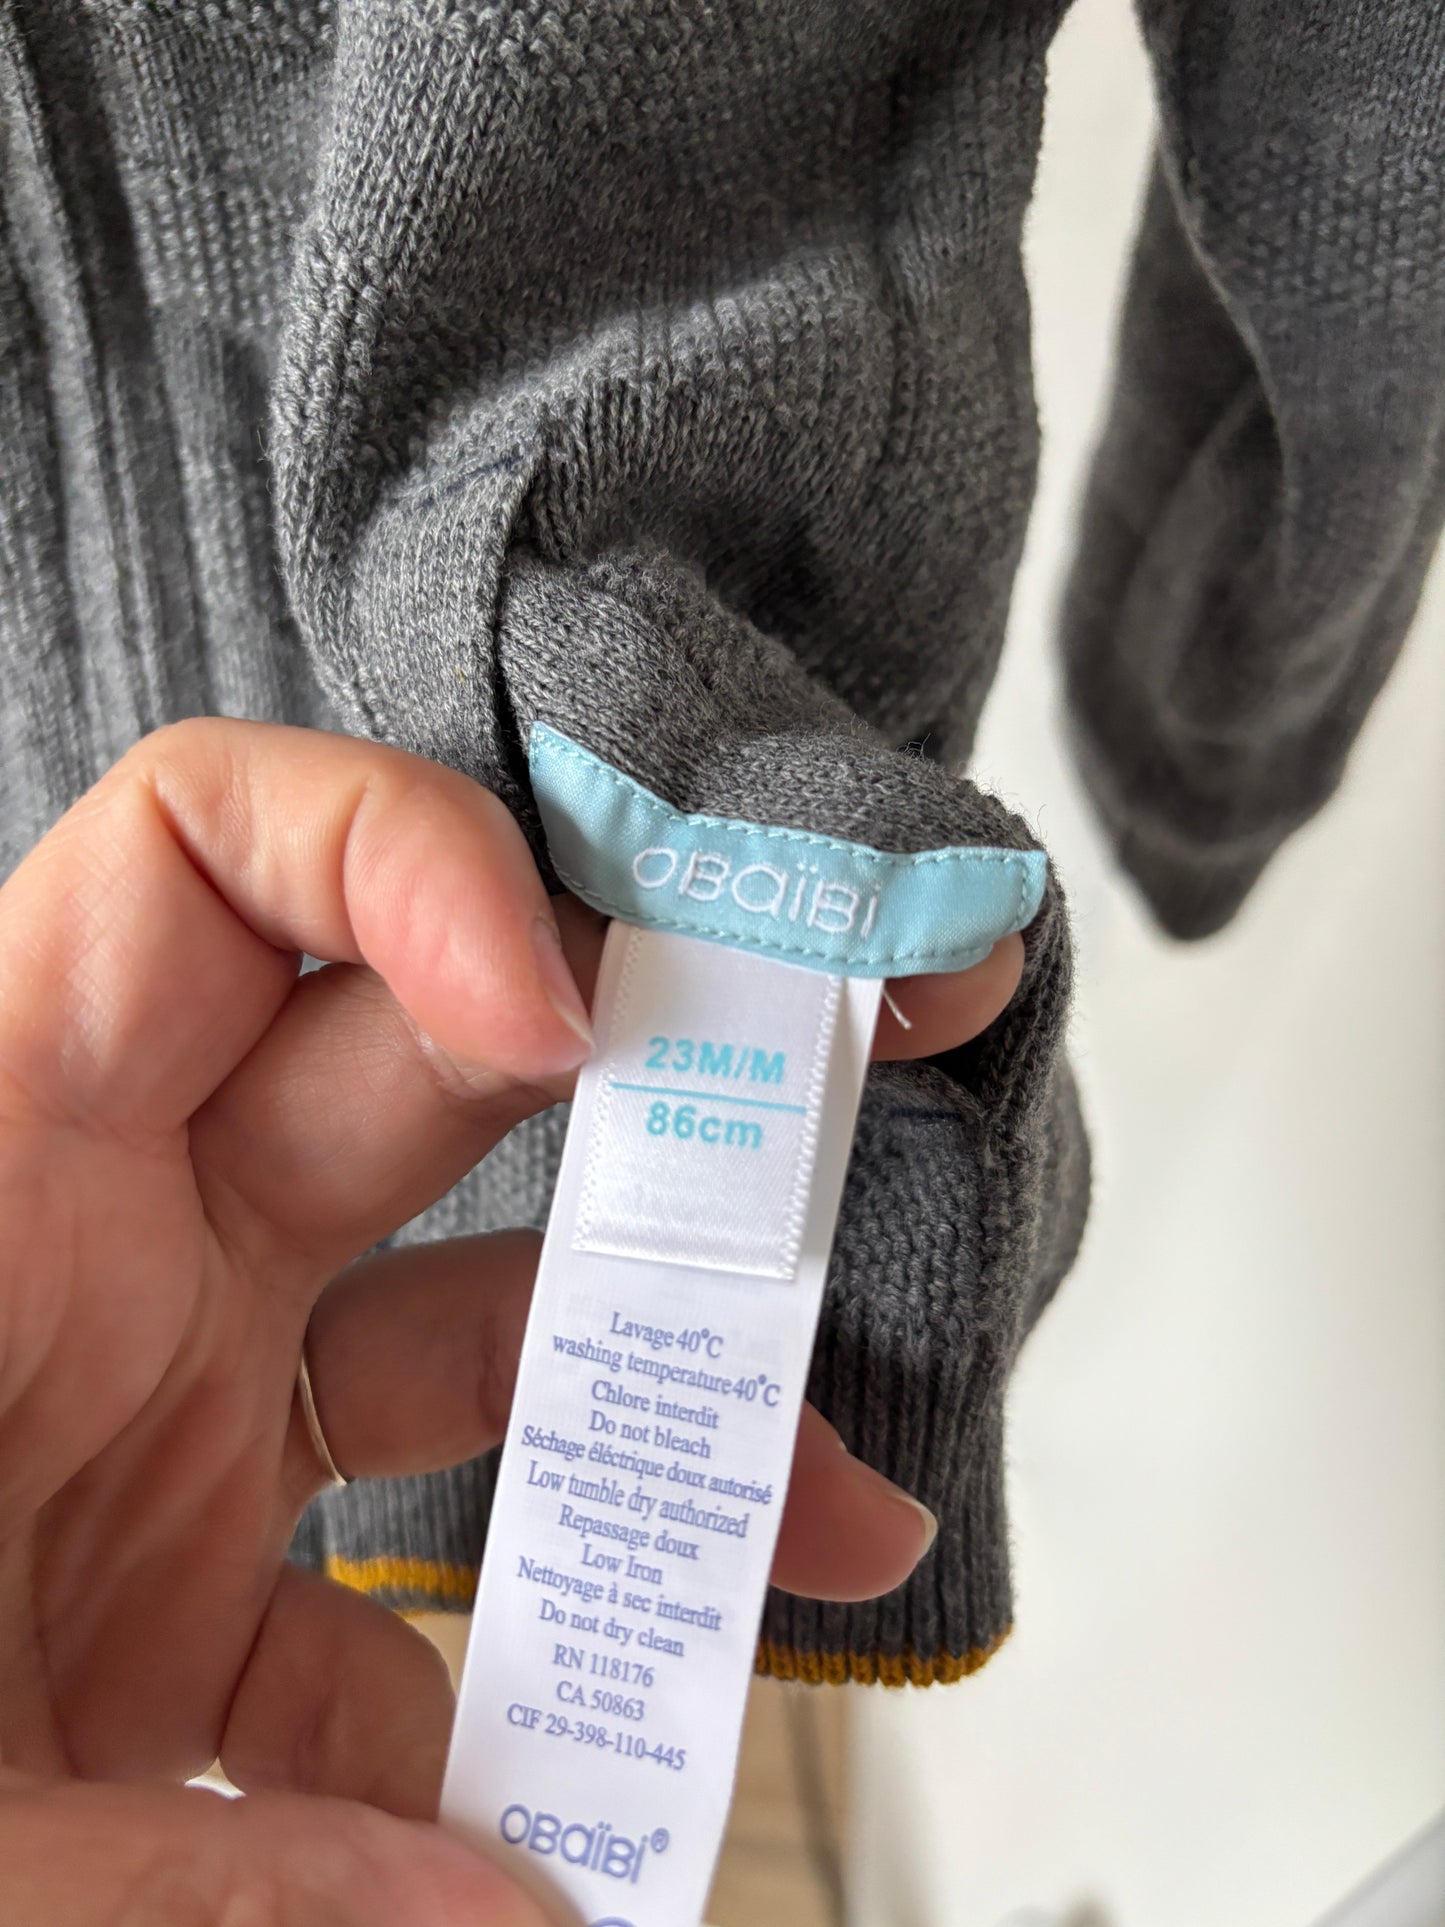 OBaïBi
23M/M
86cm
Lavage 40°C
washing temperature 40°C
Chlore interdit
Do not bleach
Séchage éléctrique doux autorisé
Low tumble dry authorized
Repassage doux
Low Iron
Nettoyage à sec interdit
Do not dry clean
RN 118176
CA 50863
CIF 29-398-110-445
OBaïBi®